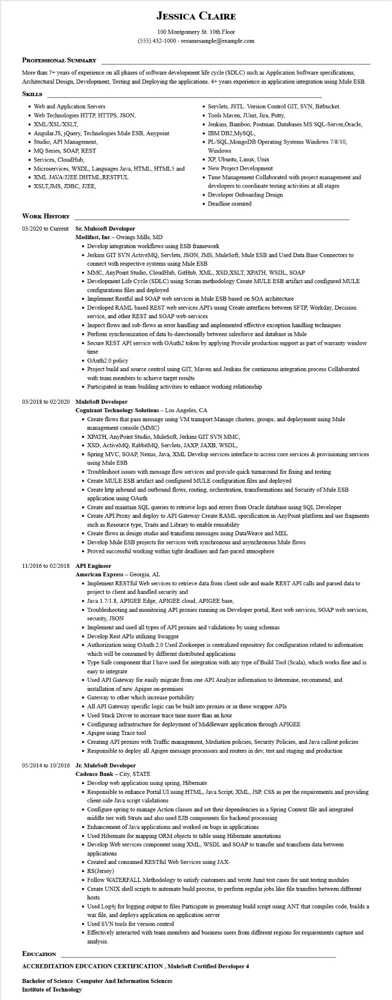 Jessica Claire
100 Montgomery St. 10th Floor
(555) 432-1000 - resumesample@example.com
Professional Summary
More than 7+ years of experience on all phases of software development life cycle (SDLC) such as Application Software specifications,
Architectural Design, Development, Testing and Deploying the applications. 4+ years experience in application integration using Mule ESB.
Skills
• Web and Application Servers
• Web Technologies HTTP, HTTPS, JSON,
• XML/XSL/XSLT,
• Angular.JS, jQuery, Technologies Mule ESB, Anypoint
• Studio, API Management,
• MQ Series, SOAP, REST
• Services, CloudHub,
• Microservices, WSDL, Languages Java, HTML, HTML5 and
• XML JAVA/J2EE DHTML,RESTFUL
• XSLT,JMS, JDBC, J2EE,
• Servlets, JSTL. Version Control GIT, SVN, Bitbucket.
• Tools Maven, JUnit, Jira, Putty,
• Jenkins, Bamboo, Postman. Databases MS SQL-Server,Oracle,
• IBM DB2,MySQL,
• PL/SQL,MongoDB Operating Systems Windows 7/8/10,
Windows
• XP, Ubuntu, Linux, Unix
• New Project Development
• Time Management Collaborated with project management and
developers to coordinate testing activities at all stages
• Developer Onboarding Design
• Deadline oriented
Work History
03/2020 to Current Sr. Mulesoft Developer
Medifast, Inc – Owings Mills, MD
• Develop integration workflows using ESB framework
• Jerkins GIT SVN ActiveMQ, Servlets, JSON, JMS, MuleSoft, Mule ESB and Used Data Base Connectors to
connect with respective systems using Mule ESB
• MMC, AnyPoint Studio, CloudHub, GitHub, XML, XSD,XSLT, XPATH, WSDL, SOAP
• Development Life Cycle (SDLC) using Scrum methodology Create MULE ESB artifact and configured MULE
configurations files and deployed
• Implement Restful and SOAP web services in Mule ESB based on SOA architecture
• Developed RAML based REST web services API's using Create interfaces between SFTP, Workday, Decision
service, and other REST and SOAP web-services
• Inspect flows and sub-flows in error handling and implemented effective exception handling techniques
• Perform synchronization of data bi-directionally between salesforce and database in Mule
• Secure REST API service with OAuth2 token by applying Provide production support as part of warranty window
time
• OAuth2.0 policy
• Project build and source control using GIT, Maven and Jenkins for continuous integration process Collaborated
with team members to achieve target results
• Participated in team-building activities to enhance working relationship
03/2018 to 02/2020 MuleSoft Developer
Cognizant Technology Solutions – Los Angeles, CA
• Create flows that pass message using VM transport Manage clusters, groups, and deployment using Mule
management console (MMC)
• XPATH, AnyPoint Studio, MuleSoft, Jerkins GIT SVN MMC,
• XSD, ActiveMQ, RabbitMQ, Servlets, JAXP, JAXB, WSDL,
• Spring MVC, SOAP, Nexus, Java, XML Develop services interface to access core services & provisioning services
using Mule ESB
• Troubleshoot issues with message flow services and provide quick turnaround for fixing and testing
• Create MULE ESB artifact and configured MULE configuration files and deployed
• Create http inbound and outbound flows, routing, orchestration, transformations and Security of Mule ESB
application using OAuth
• Create and maintain SQL queries to retrieve logs and errors from Oracle database using SQL Developer
• Create API Proxy and deploy to API Gateway Create RAML specification in AnyPoint platform and use fragments
such as Resource type, Traits and Library to enable reusability
• Create flows in design studio and transform messages using DataWeave and MEL
• Develop Mule ESB projects for services with synchronous and asynchronous Mule flows
• Proved successful working within tight deadlines and fast-paced atmosphere
11/2016 to 02/2018 API Engineer
American Express – Georgia, AL
• Implement RESTful Web services to retrieve data from client side and made REST API calls and parsed data to
project to client and handled security and
• Java 1.7/1.8, APIGEE Edge, APIGEE cloud, APIGEE base,
• Troubleshooting and monitoring API proxies running on Developer portal, Rest web services, SOAP web services,
security, JSON
• Implement and used all types of API proxies and validations by using schemas
• Develop Rest APIs utilizing Swagger
• Authorization using OAuth 2.0 Used Zookeeper is centralized repository for configuration related to information
which will be consumed by different distributed applications
• Type Safe component that I have used for integration with any type of Build Tool (Scala), which works fine and is
easy to integrate
• Used API Gateway for easily migrate from one API Analyze information to determine, recommend, and
installation of new Apigee on-premises
• Gateway to other which increase portability
• All API Gateway specific logic can be built into proxies or in these wrapper APIs
• Used Stack Driver to increase trace time more than an hour
• Configuring infrastructure for deployment of Middleware application through APIGEE
• Apigee using Trace tool
• Creating API proxies with Traffic management, Mediation policies, Security Policies, and Java callout policies
• Responsible to deploy all Apigee message processors and routers in dev, test and staging and production
05/2014 to 10/2016 Jr. MuleSoft Developer
Cadence Bank – City, STATE
• Develop web application using spring, Hibernate
• Responsible to enhance Portal UI using HTML, Java Script, XML, JSP, CSS as per the requirements and providing
client-side Java script validations
• Configure spring to manage Action classes and set their dependencies in a Spring Context file and integrated
middle tier with Struts and also used EJB components for backend processing
• Enhancement of Java applications and worked on bugs in applications
• Used Hibernate for mapping ORM objects to table using Hibernate annotations
• Develop Web services component using XML, WSDL and SOAP to transfer and transform data between
applications
• Created and consumed RESTful Web Services using JAX-
• RS(Jersey)
• Follow WATERFALL Methodology to satisfy customers and wrote Junit test cases for unit testing modules
• Create UNIX shell scripts to automate build process, to perform regular jobs like file transfers between different
hosts
• Used Log4j for logging output to files Participate in generating build script using ANT that compiles code, builds a
war file, and deploys application on application server
• Used SVN tools for version control
• Effectively interacted with team members and business users from different regions for requirements capture and
analysis.
Education
ACCREDITATION EDUCATION CERTIFICATION , MuleSoft Certified Developer 4
Bachelor of Science: Computer And Information Sciences
Institute of Technology